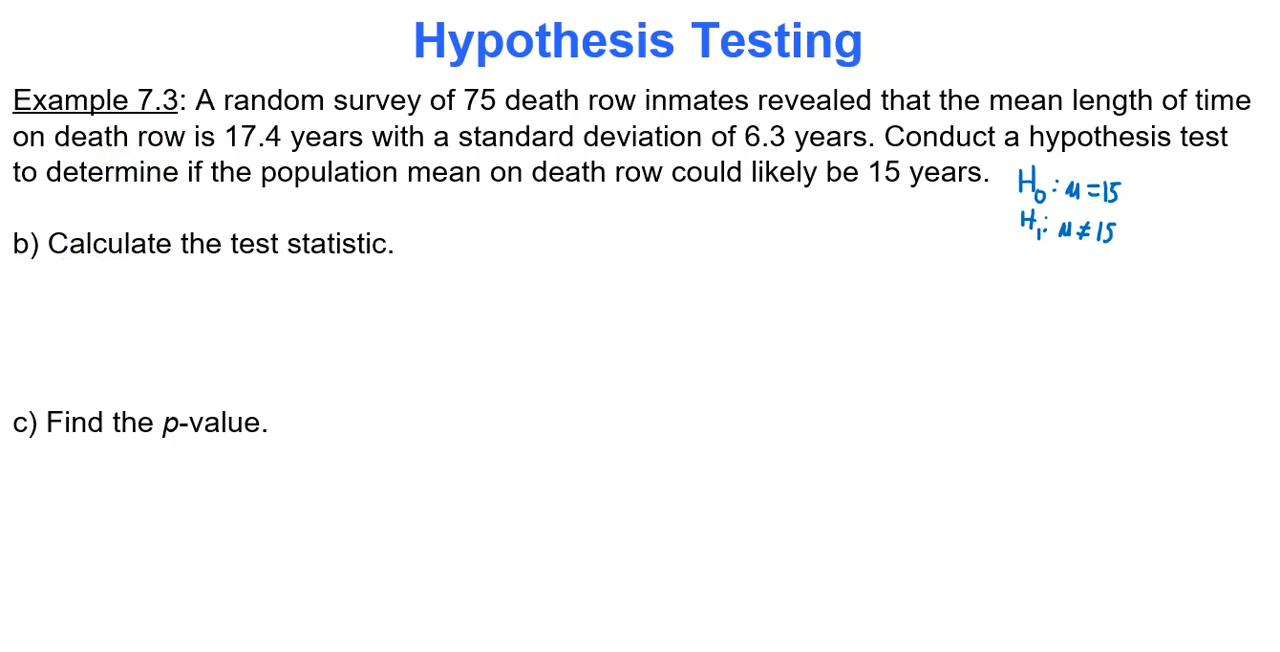 Hypothesis Testing
Example 7.3: A random survey of 75 death row inmates revealed that the mean length of time
on death row is 17.4 years with a standard deviation of 6.3 years. Conduct a hypothesis test
to determine if the population mean on death row could likely be 15 years.
H₀: μ = 15
H₁: μ ≠ 15
b) Calculate the test statistic.
c) Find the p-value.